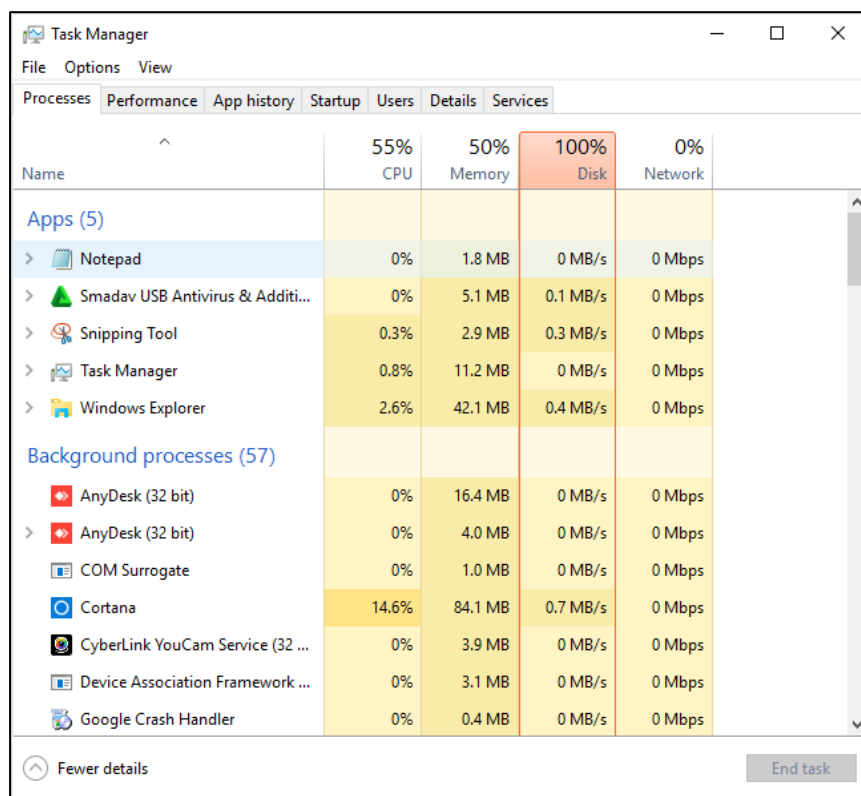 Task Manager
File Options View
Processes Performance App history Startup Users Details Services
55% 50% 100% 0%
Name CPU Memory Disk Network
Apps (5)
Notepad 0% 1.8 MB 0 MB/s 0 Mbps
Smadav USB Antivirus & Additi... 0% 5.1 MB 0.1 MB/s 0 Mbps
Snipping Tool 0.3% 2.9 MB 0.3 MB/s 0 Mbps
Task Manager 0.8% 11.2 MB 0 MB/s 0 Mbps
Windows Explorer 2.6% 42.1 MB 0.4 MB/s 0 Mbps
Background processes (57)
AnyDesk (32 bit) 0% 16.4 MB 0 MB/s 0 Mbps
AnyDesk (32 bit) 0% 4.0 MB 0 MB/s 0 Mbps
COM Surrogate 0% 1.0 MB 0 MB/s 0 Mbps
Cortana 14.6% 84.1 MB 0.7 MB/s 0 Mbps
CyberLink YouCam Service (32 ... 0% 3.9 MB 0 MB/s 0 Mbps
Device Association Framework ... 0% 3.1 MB 0 MB/s 0 Mbps
Google Crash Handler 0% 0.4 MB 0 MB/s 0 Mbps
Fewer details End task